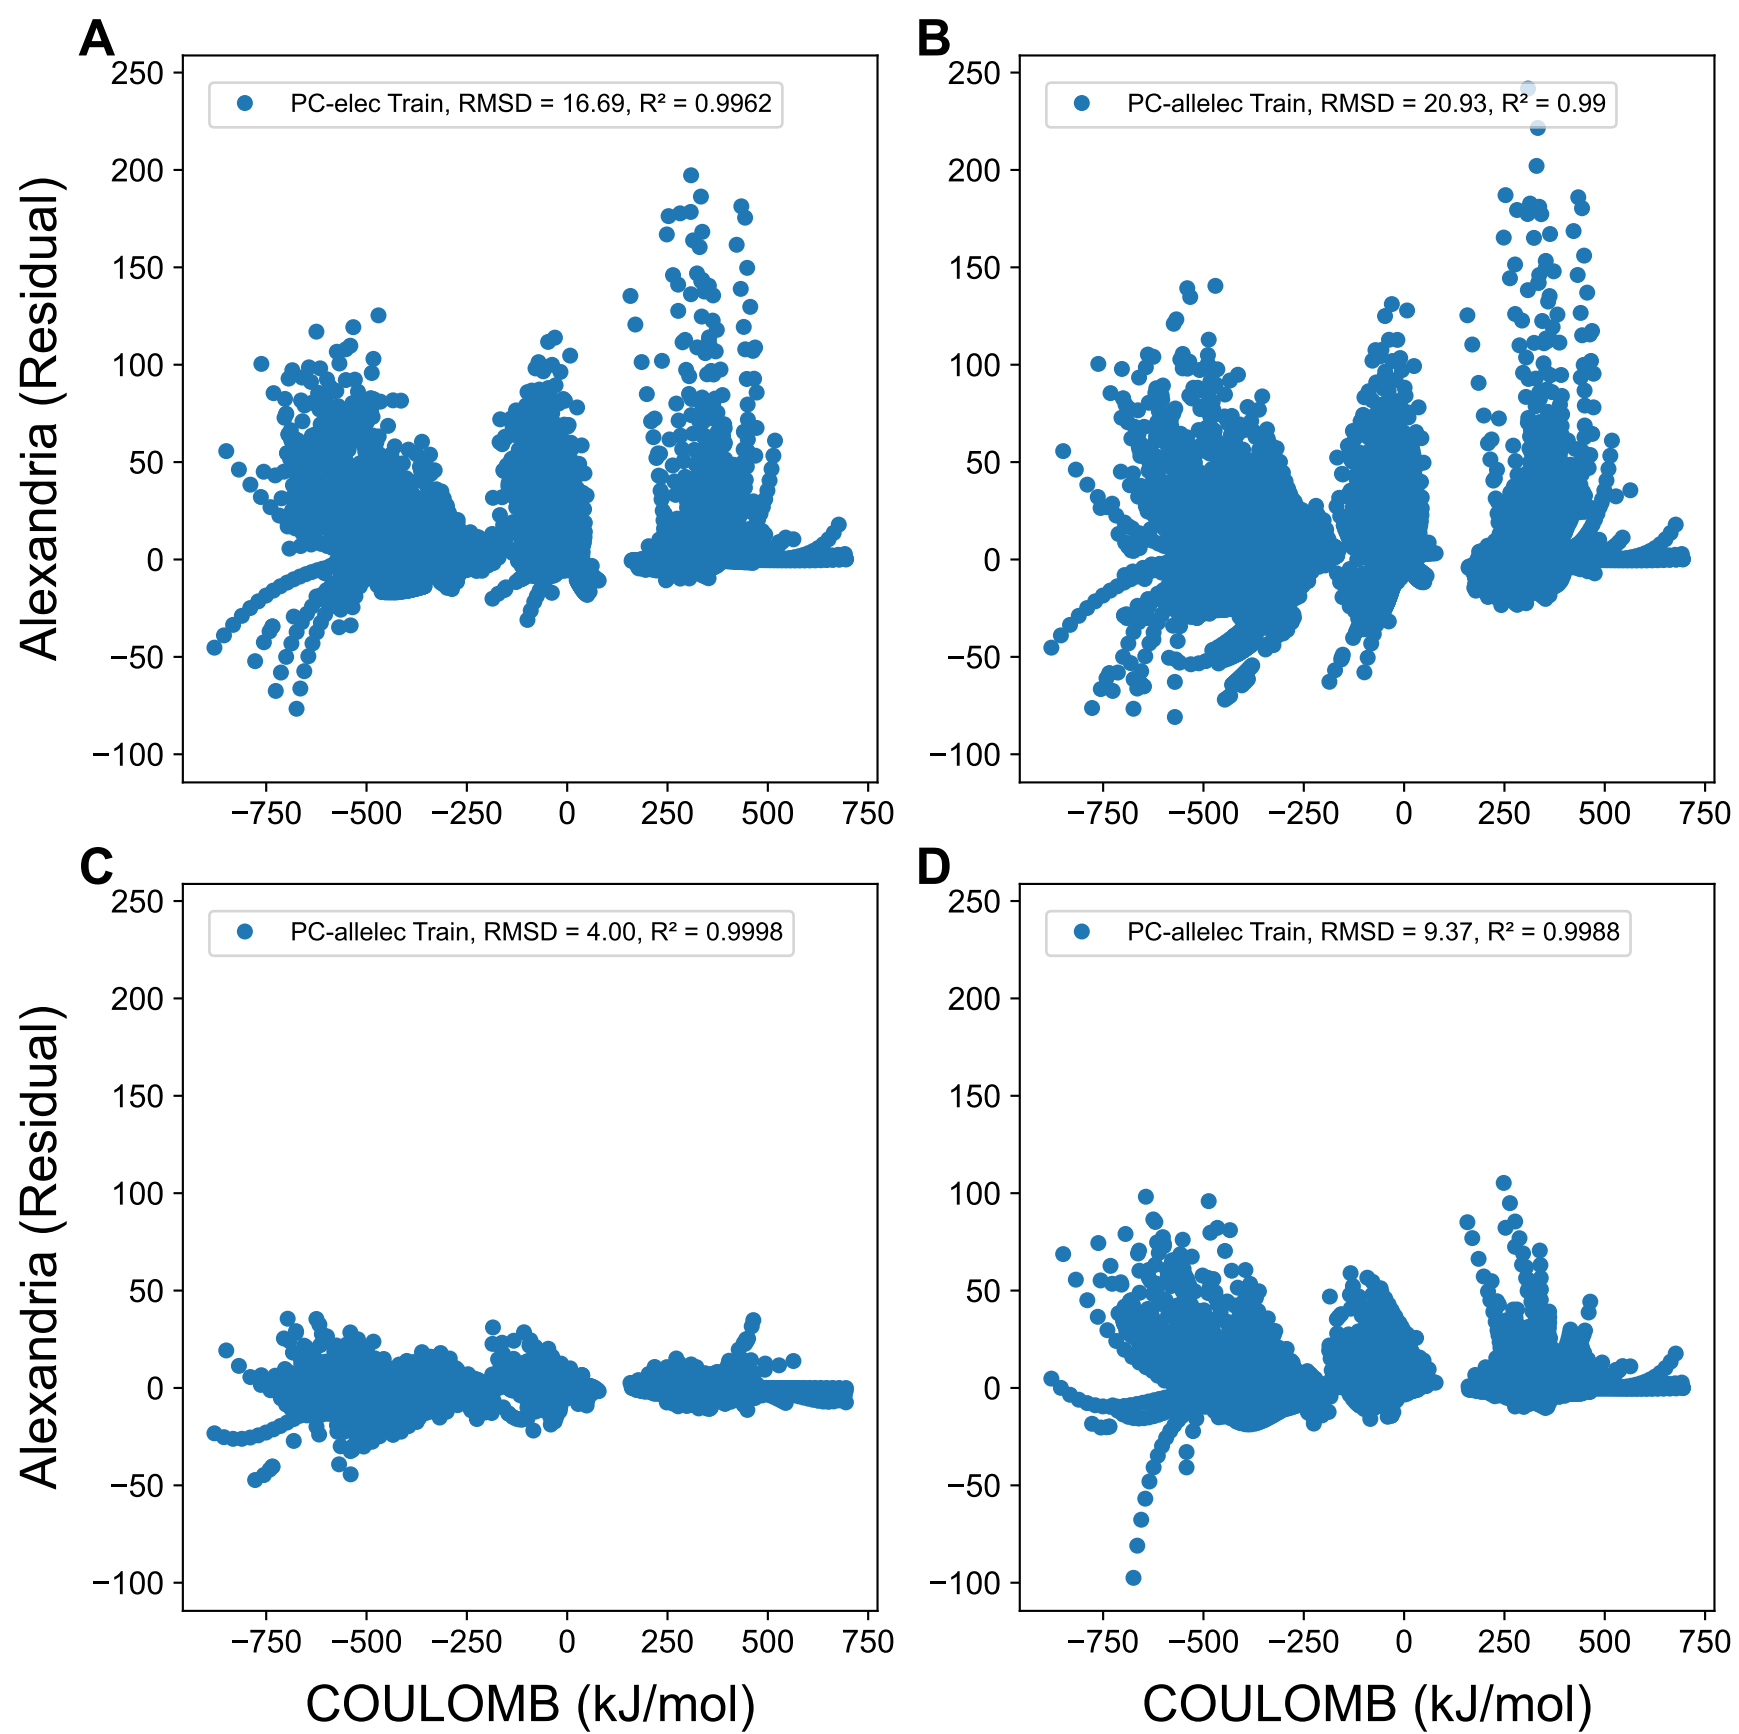 A
B
250
200
150
100
50
0
−50
−100
Alexandria (Residual)
PC-elec Train, RMSD = 16.69, R² = 0.9962
−750 −500 −250 0 250 500 750
250
200
150
100
50
0
−50
−100
PC-allelec Train, RMSD = 20.93, R² = 0.99
−750 −500 −250 0 250 500 750
C
D
250
200
150
100
50
0
−50
−100
Alexandria (Residual)
PC-allelec Train, RMSD = 4.00, R² = 0.9998
−750 −500 −250 0 250 500 750
COULOMB (kJ/mol)
250
200
150
100
50
0
−50
−100
PC-allelec Train, RMSD = 9.37, R² = 0.9988
−750 −500 −250 0 250 500 750
COULOMB (kJ/mol)